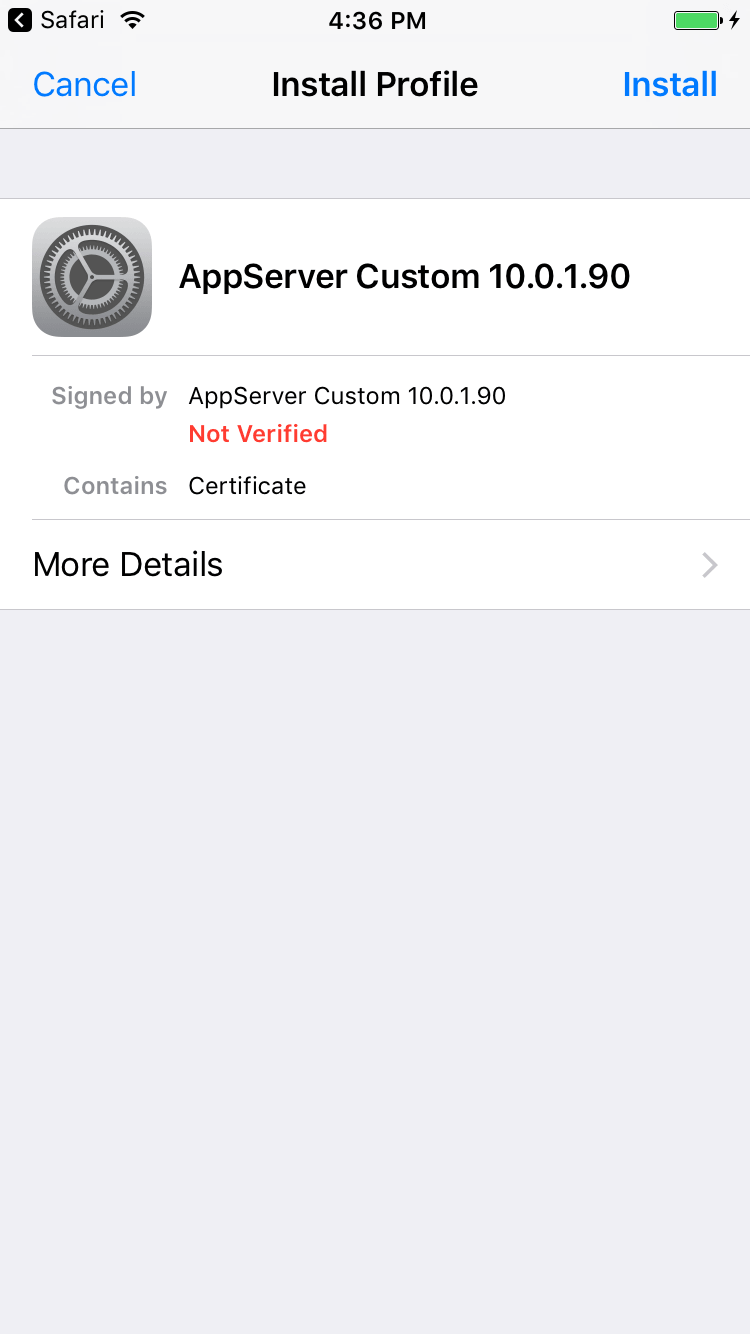 Safari 4:36 PM
Cancel Install Profile Install
AppServer Custom 10.0.1.90
Signed by AppServer Custom 10.0.1.90
Not Verified
Contains Certificate
More Details